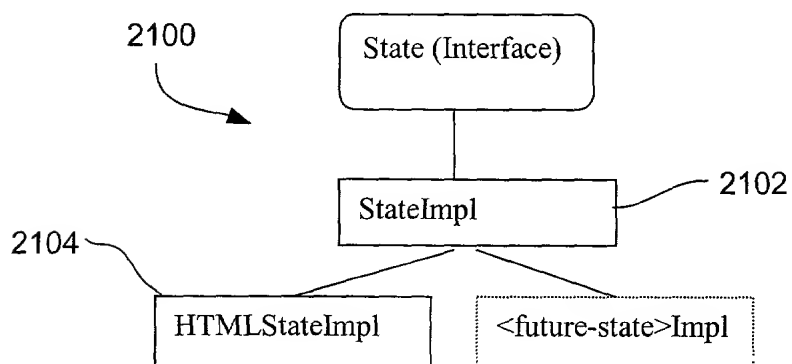 2100
State (Interface)
StateImpl
2102
2104
HTMLStateImpl
<future-state>Impl